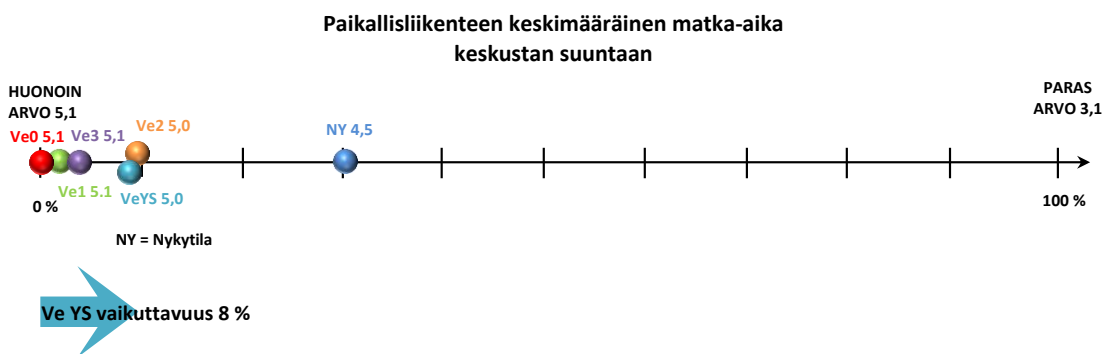 Paikallisliikenteen keskimääräinen matka-aika
keskustan suuntaan
HUONOIN
ARVO 5,1
PARAS
ARVO 3,1
Ve0 5,1
Ve3 5,1
Ve2 5,0
NY 4,5
Ve1 5.1
VeYS 5,0
0 %
100 %
NY = Nykytila
Ve YS vaikuttavuus 8 %